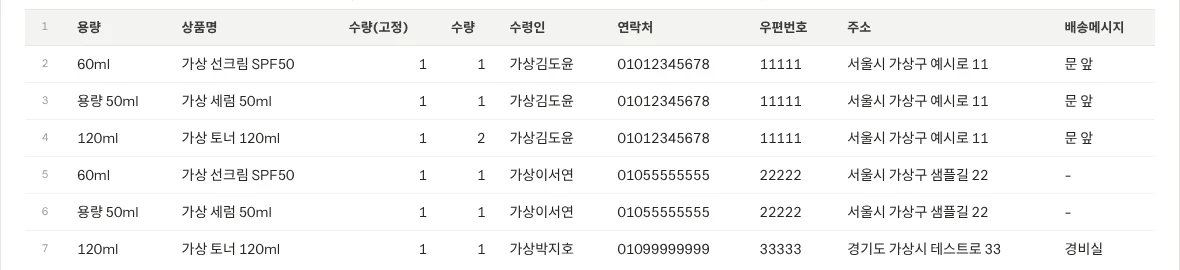 1 용량 상품명 수량(고정) 수량 수령인 연락처 우편번호 주소 배송메시지
2 60ml 가상 선크림 SPF50 1 1 가상김도윤 01012345678 11111 서울시 가상구 예시로 11 문 앞
3 용량 50ml 가상 세럼 50ml 1 1 가상김도윤 01012345678 11111 서울시 가상구 예시로 11 문 앞
4 120ml 가상 토너 120ml 1 2 가상김도윤 01012345678 11111 서울시 가상구 예시로 11 문 앞
5 60ml 가상 선크림 SPF50 1 1 가상이서연 01055555555 22222 서울시 가상구 샘플길 22 -
6 용량 50ml 가상 세럼 50ml 1 1 가상이서연 01055555555 22222 서울시 가상구 샘플길 22 -
7 120ml 가상 토너 120ml 1 1 가상박지호 01099999999 33333 경기도 가상시 테스트로 33 경비실